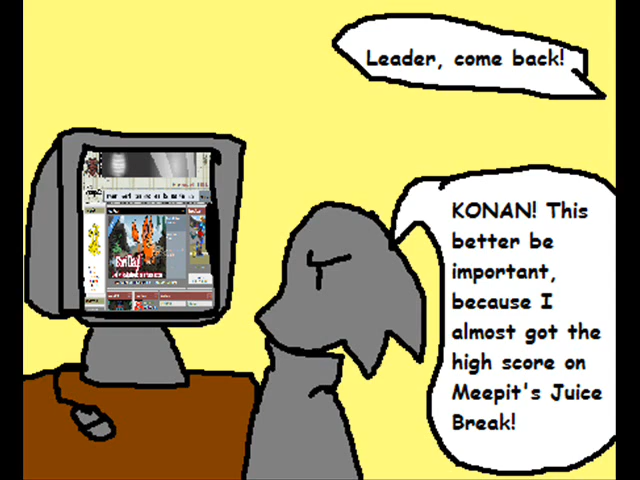 Leader, come back!
KONAN! This
better be
important,
because I
almost got the
high score on
Meepit's Juice
Break!